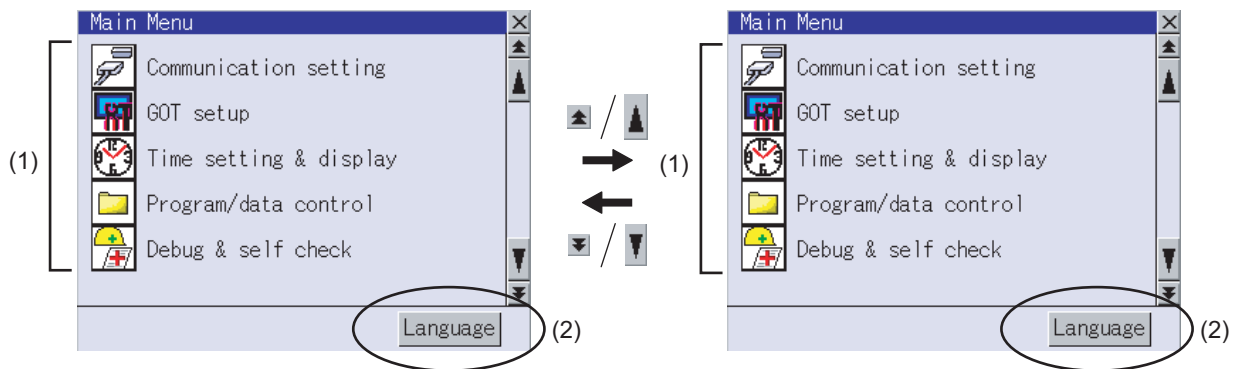 Main Menu
Communication setting
GOT setup
Time setting & display
Program/data control
Debug & self check
Language
(1)
(2)
/
/
Main Menu
Communication setting
GOT setup
Time setting & display
Program/data control
Debug & self check
Language
(1)
(2)